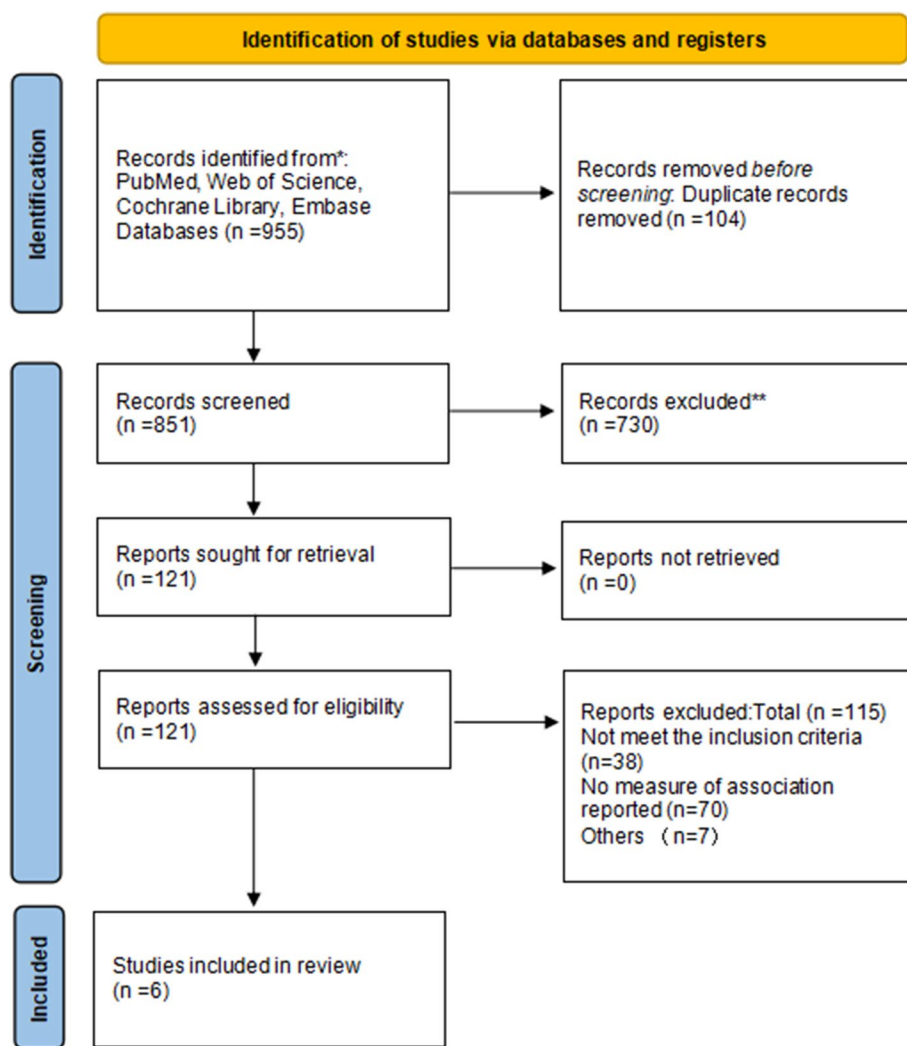 Identification of studies via databases and registers
Identification
Records identified from*:
PubMed, Web of Science,
Cochrane Library, Embase
Databases (n =955)
Records removed before
screening: Duplicate records
removed (n =104)
Screening
Records screened
(n =851)
Records excluded**
(n =730)
Reports sought for retrieval
(n =121)
Reports not retrieved
(n =0)
Reports assessed for eligibility
(n =121)
Reports excluded:Total (n =115)
Not meet the inclusion criteria
(n=38)
No measure of association
reported (n=70)
Others （n=7）
Included
Studies included in review
(n =6)